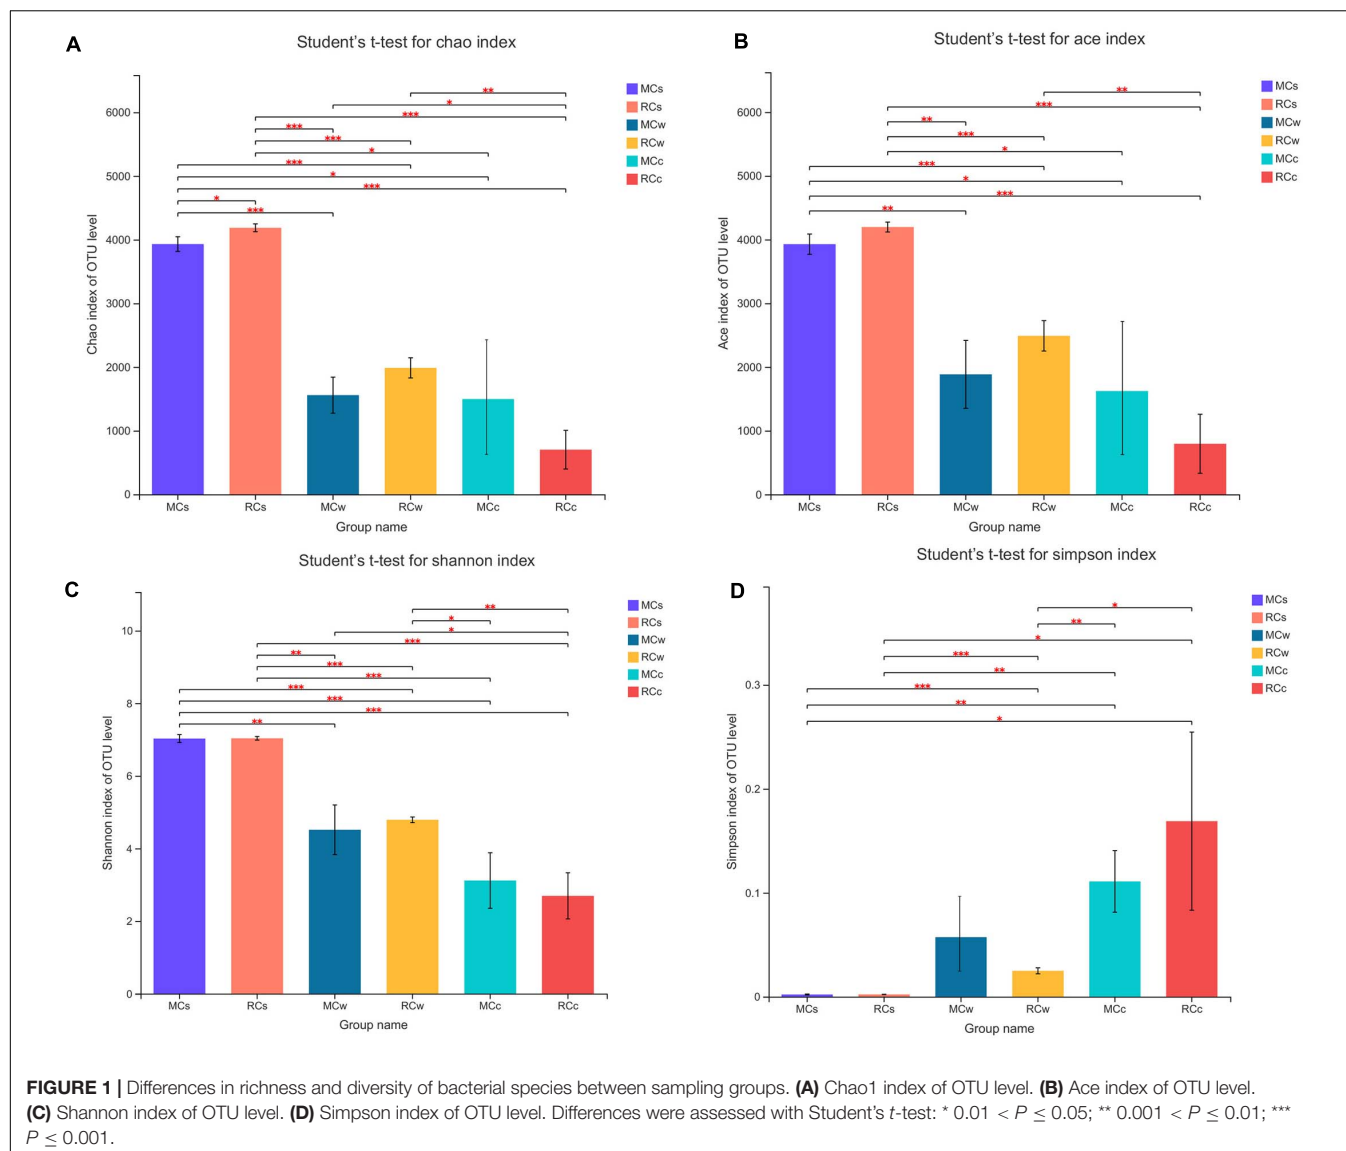 A
Student's t-test for chao index
Chao index of OTU level
6000
5000
4000
3000
2000
1000
0
**
*
***
***
***
*
***
*
***
*
***
MCs
RCs
MCw
RCw
MCc
RCc
Group name
MCs
RCs
MCw
RCw
MCc
RCc
B
Student's t-test for ace index
Ace index of OTU level
6000
5000
4000
3000
2000
1000
0
**
***
**
***
*
***
*
***
**
MCs
RCs
MCw
RCw
MCc
RCc
Group name
MCs
RCs
MCw
RCw
MCc
RCc
C
Student's t-test for shannon index
Shannon index of OTU level
10
8
6
4
2
0
**
*
*
***
**
***
***
***
***
***
**
MCs
RCs
MCw
RCw
MCc
RCc
Group name
MCs
RCs
MCw
RCw
MCc
RCc
D
Student's t-test for simpson index
Simpson index of OTU level
0.3
0.2
0.1
0
*
**
*
***
**
***
**
*
MCs
RCs
MCw
RCw
MCc
RCc
Group name
MCs
RCs
MCw
RCw
MCc
RCc
FIGURE 1 | Differences in richness and diversity of bacterial species between sampling groups. (A) Chao1 index of OTU level. (B) Ace index of OTU level.
(C) Shannon index of OTU level. (D) Simpson index of OTU level. Differences were assessed with Student's t-test: * 0.01 < P ≤ 0.05; ** 0.001 < P ≤ 0.01; ***
P ≤ 0.001.